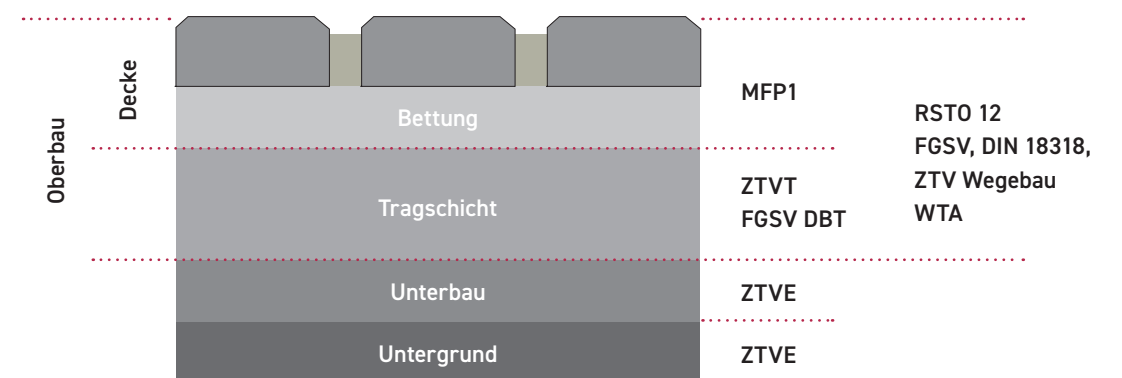 Oberbau
Decke
Bettung
MFP1
Tragschicht
ZTVT
FGSV DBT
RSTO 12
FGSV, DIN 18318,
ZTV Wegebau
WTA
Unterbau
ZTVE
Untergrund
ZTVE